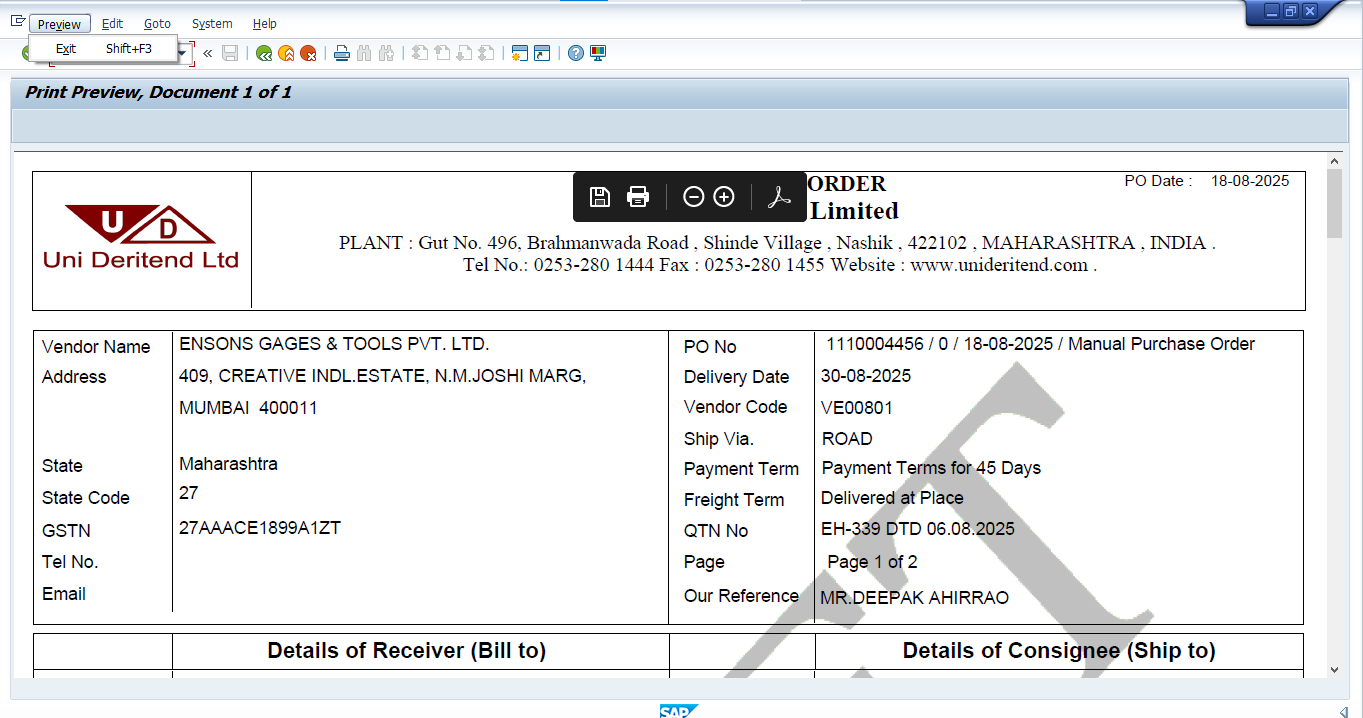 Preview Edit Goto System Help
Exit Shift+F3
Print Preview, Document 1 of 1
ORDER
PO Date : 18-08-2025
Limited
U D
Uni Deritend Ltd
PLANT : Gut No. 496, Brahmanwada Road , Shinde Village , Nashik , 422102 , MAHARASHTRA , INDIA .
Tel No.: 0253-280 1444 Fax : 0253-280 1455 Website : www.unideritend.com .
Vendor Name ENSONS GAGES & TOOLS PVT. LTD.
Address 409, CREATIVE INDL.ESTATE, N.M.JOSHI MARG,
MUMBAI 400011
State Maharashtra
State Code 27
GSTN 27AAACE1899A1ZT
Tel No.
Email
PO No 1110004456 / 0 / 18-08-2025 / Manual Purchase Order
Delivery Date 30-08-2025
Vendor Code VE00801
Ship Via. ROAD
Payment Term Payment Terms for 45 Days
Freight Term Delivered at Place
QTN No EH-339 DTD 06.08.2025
Page Page 1 of 2
Our Reference MR.DEEPAK AHIRRAO
Details of Receiver (Bill to) Details of Consignee (Ship to)
SAP